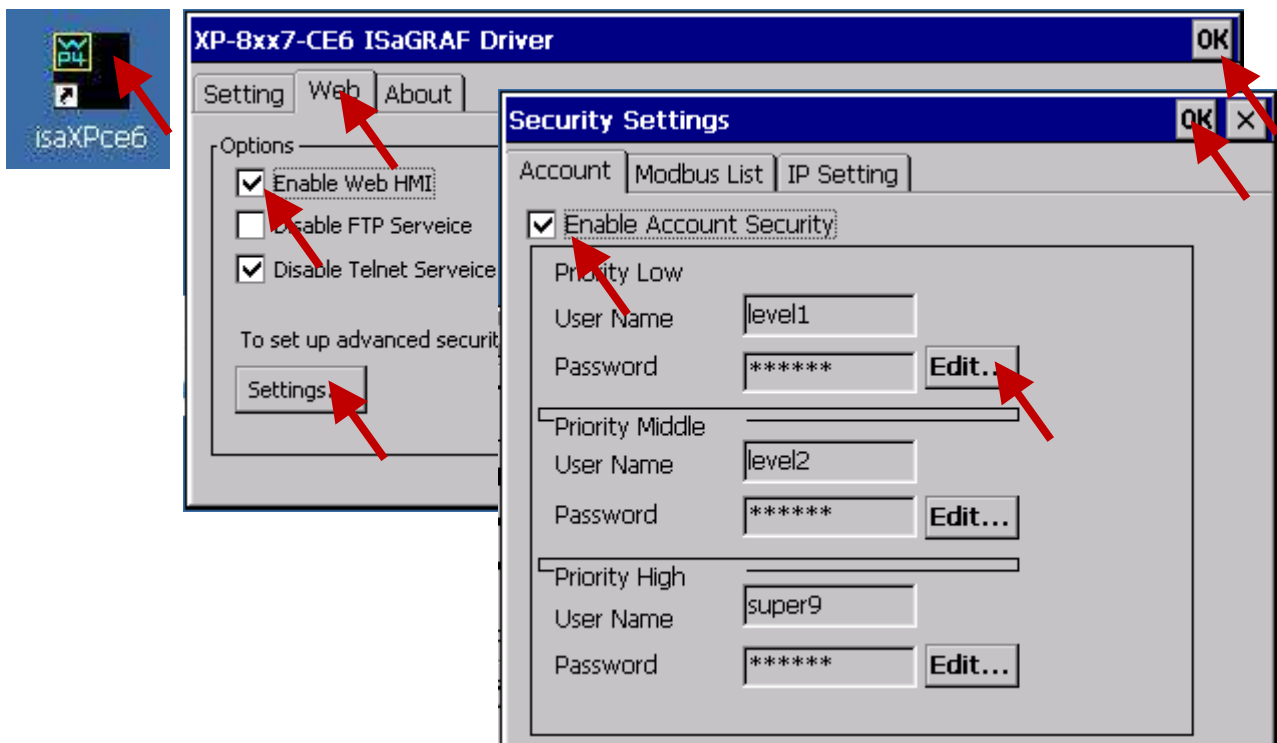 WP4
isaXPce6
XP-8xx7-CE6 ISaGRAF Driver OK
Setting Web About
Options
Enable Web HMI
Disable FTP Serveice
Disable Telnet Serveice
To set up advanced securit
Settings...
Security Settings OK ×
Account Modbus List IP Setting
Enable Account Security
Priority Low
User Name level1
Password ****** Edit...
Priority Middle
User Name level2
Password ****** Edit...
Priority High
User Name super9
Password ****** Edit...